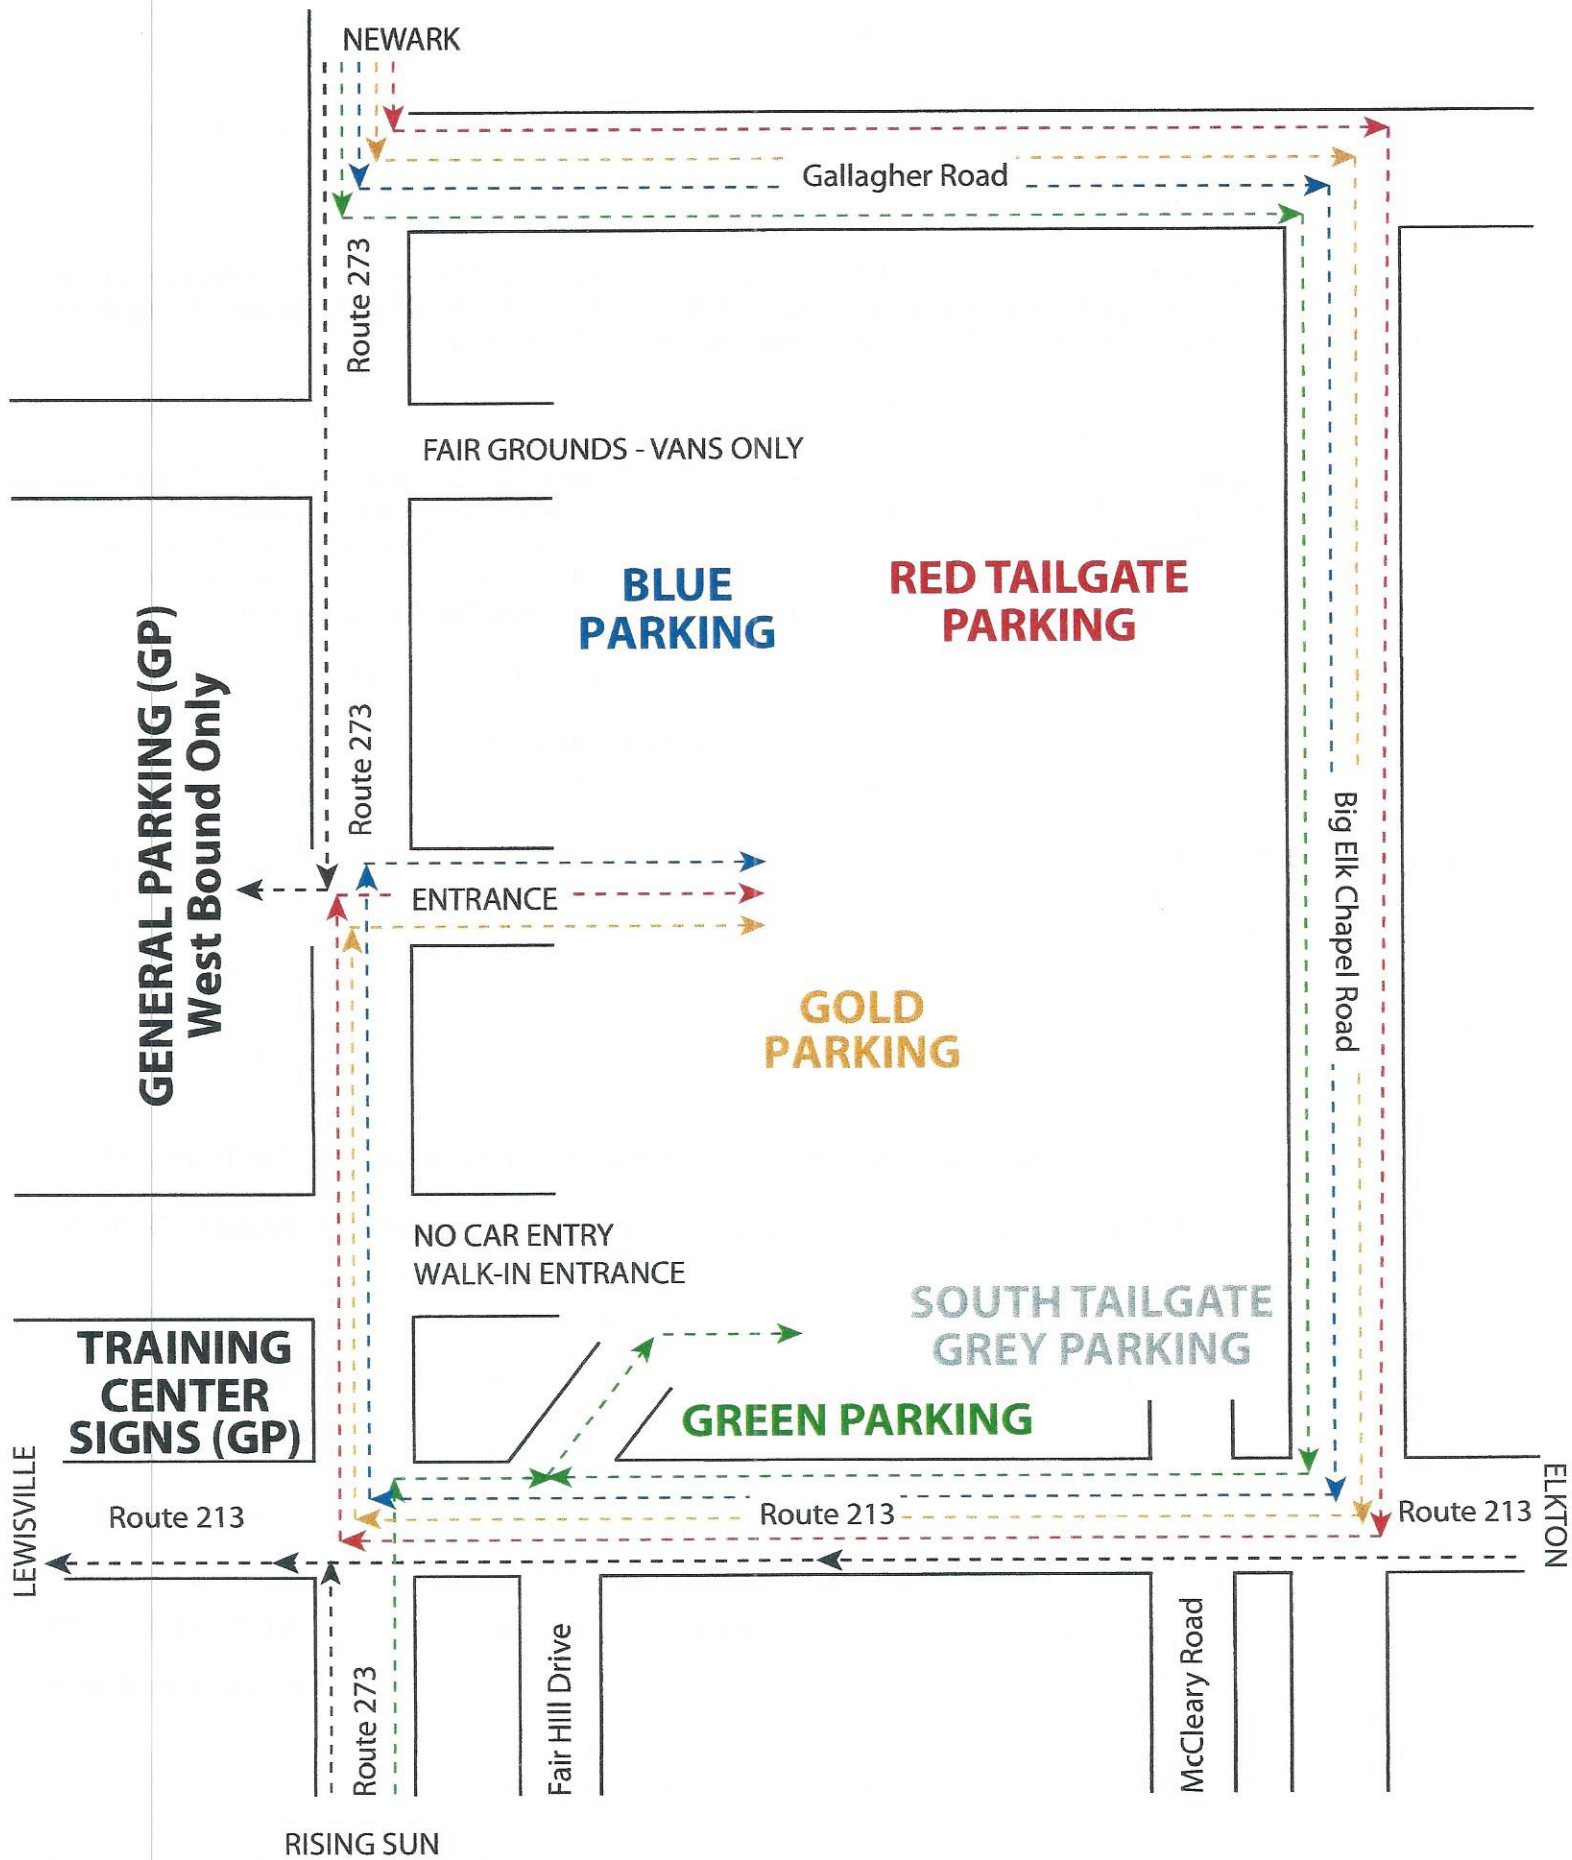 NEWARK
Gallagher Road
Route 273
FAIR GROUNDS - VANS ONLY
BLUE
PARKING
RED TAILGATE
PARKING
GENERAL PARKING (GP)
West Bound Only
Route 273
Big Elk Chapel Road
ENTRANCE
GOLD
PARKING
NO CAR ENTRY
WALK-IN ENTRANCE
SOUTH TAILGATE
GREY PARKING
TRAINING
CENTER
SIGNS (GP)
GREEN PARKING
LEWISVILLE
Route 213
Route 213
Route 213
ELKTON
Route 273
Fair HIll Drive
McCleary Road
RISING SUN